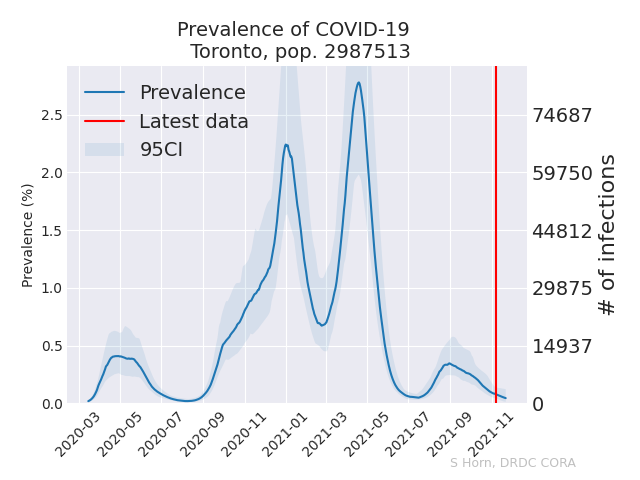 Prevalence of COVID-19
Toronto, pop. 2987513
Prevalence
Latest data
95CI
Prevalence (%)
2.5
2.0
1.5
1.0
0.5
0.0
74687
59750
44812
29875
14937
0
# of infections
2020-03
2020-05
2020-07
2020-09
2020-11
2021-01
2021-03
2021-05
2021-07
2021-09
2021-11
S Horn, DRDC CORA